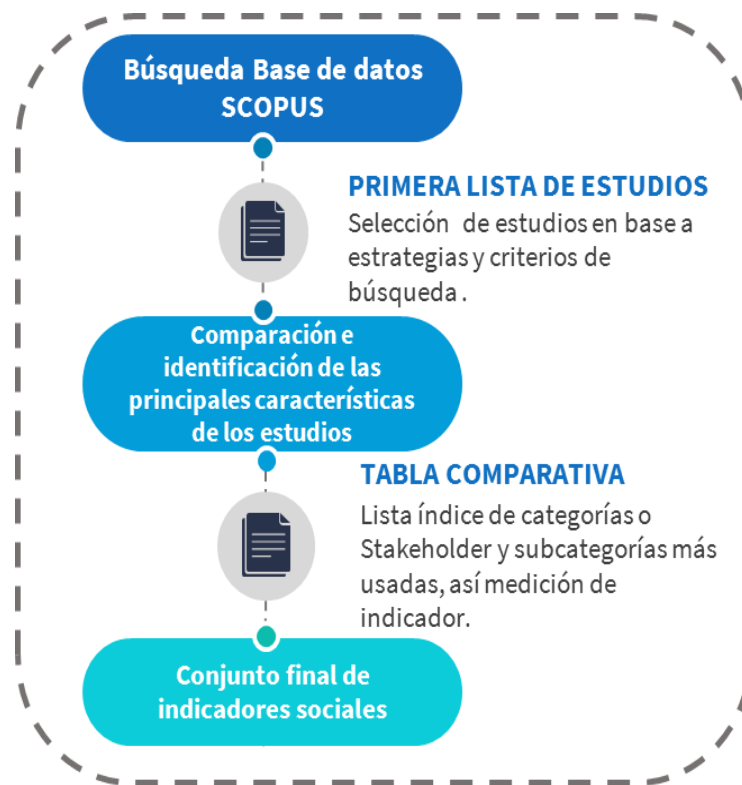 Búsqueda Base de datos
SCOPUS
PRIMERA LISTA DE ESTUDIOS
Selección de estudios en base a
estrategias y criterios de
búsqueda .
Comparación e
identificación de las
principales características
de los estudios
TABLA COMPARATIVA
Lista índice de categorías o
Stakeholder y subcategorías más
usadas, así medición de
indicador.
Conjunto final de
indicadores sociales